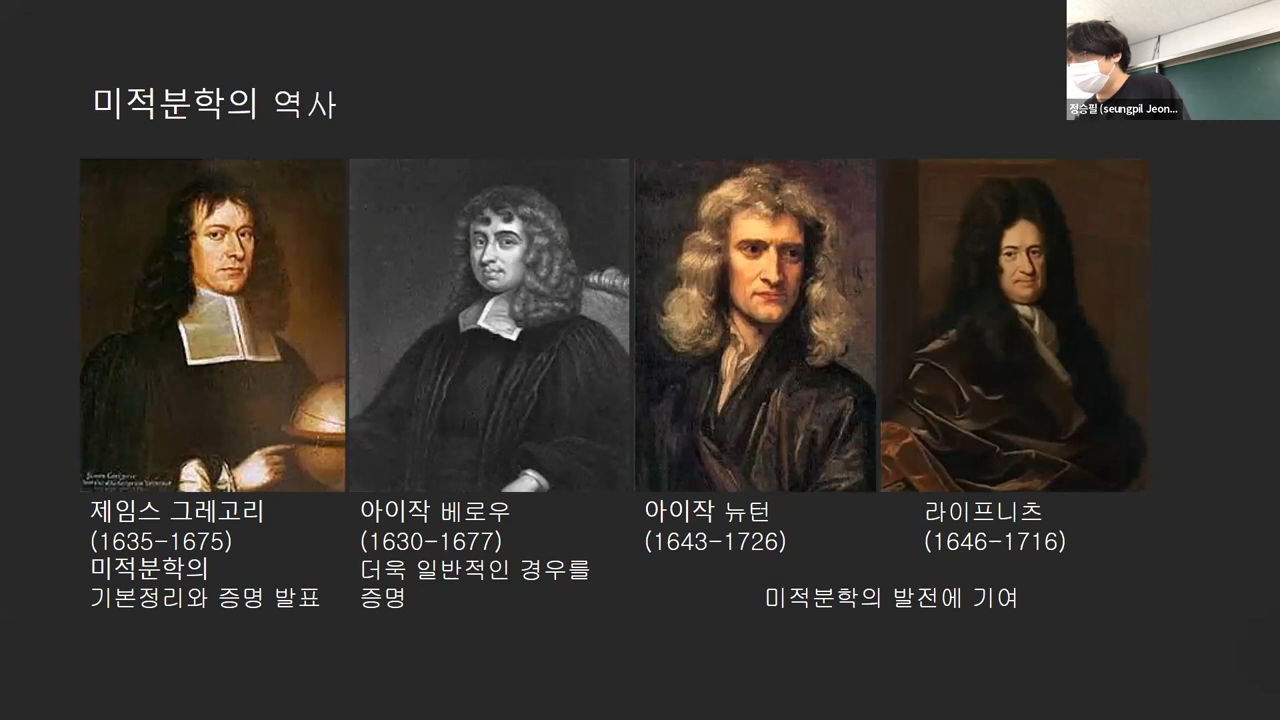 미적분학의 역사
정승필 (seungpil Jeon...
제임스 그레고리
(1635-1675)
미적분학의
기본정리와 증명 발표
아이작 베로우
(1630-1677)
더욱 일반적인 경우를
증명
아이작 뉴턴
(1643-1726)
라이프니츠
(1646-1716)
미적분학의 발전에 기여